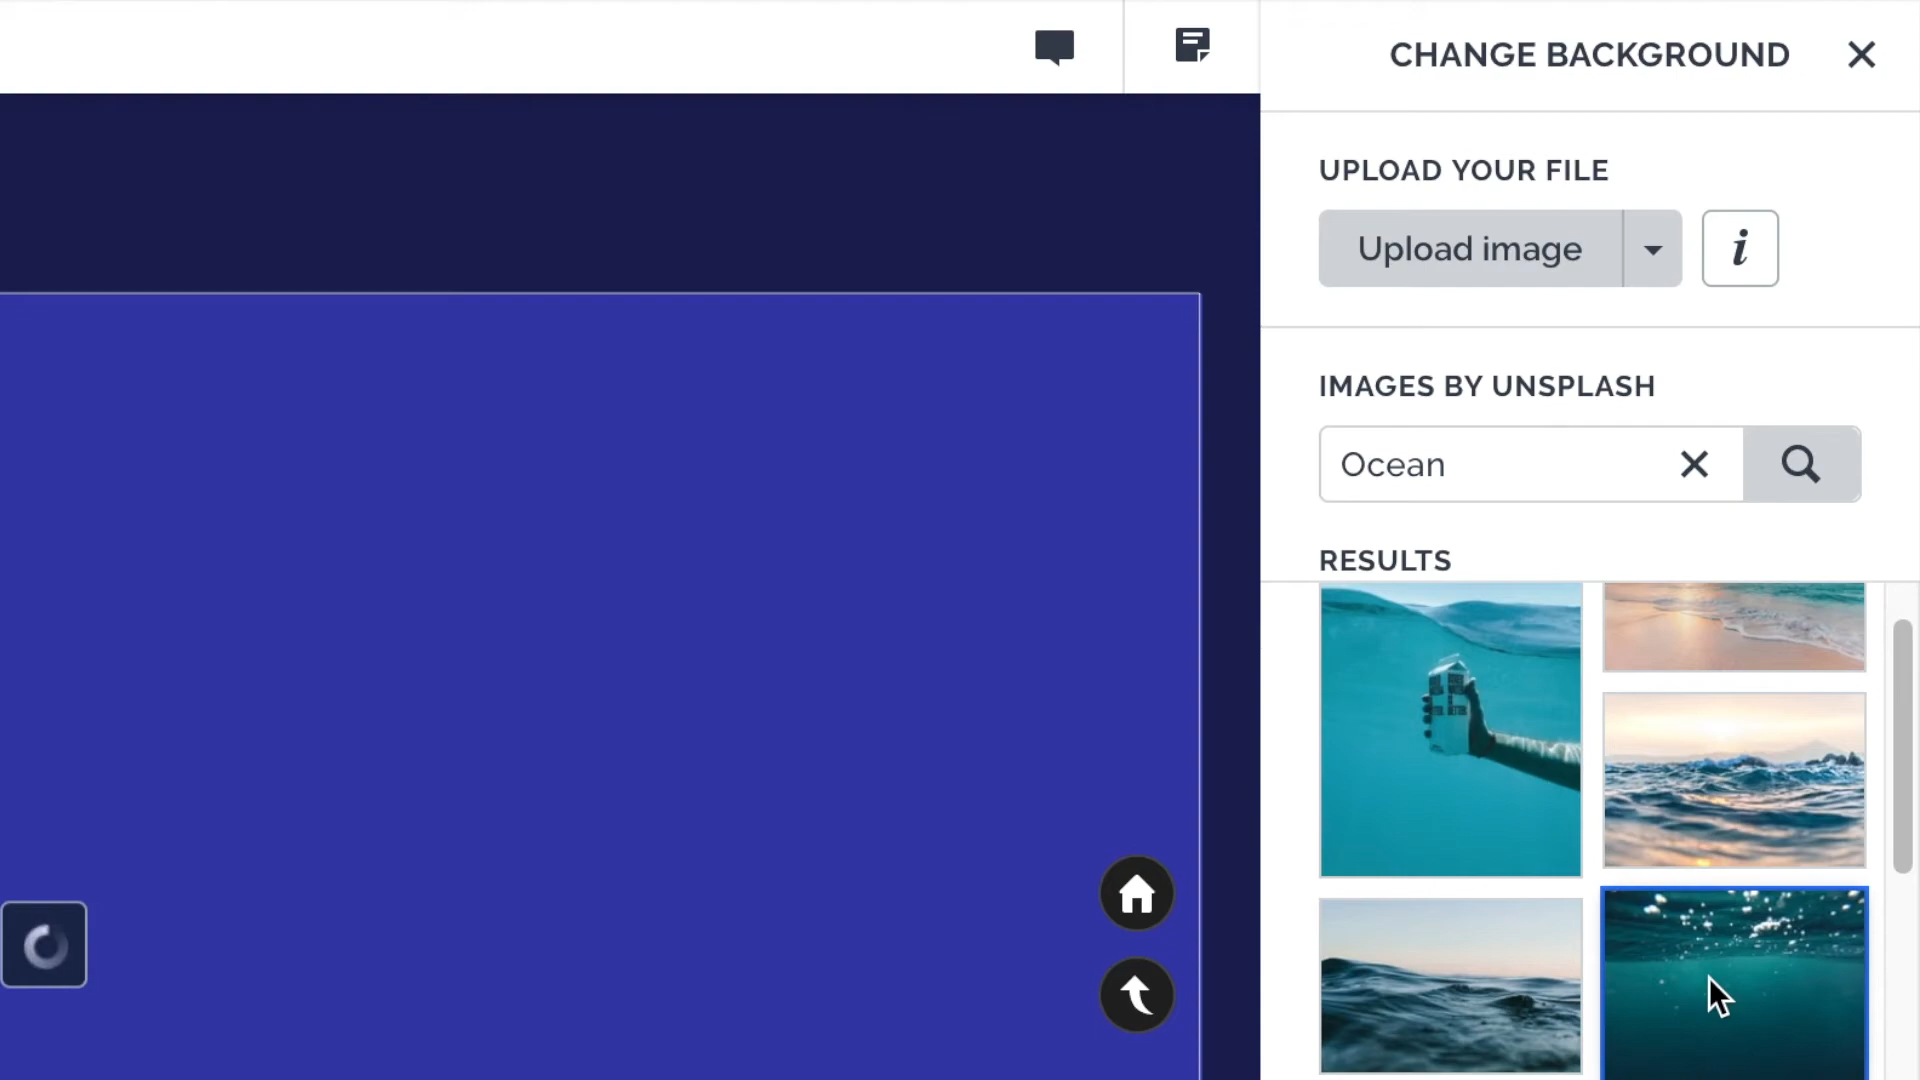 CHANGE BACKGROUND
UPLOAD YOUR FILE
Upload image
i
IMAGES BY UNSPLASH
Ocean
RESULTS